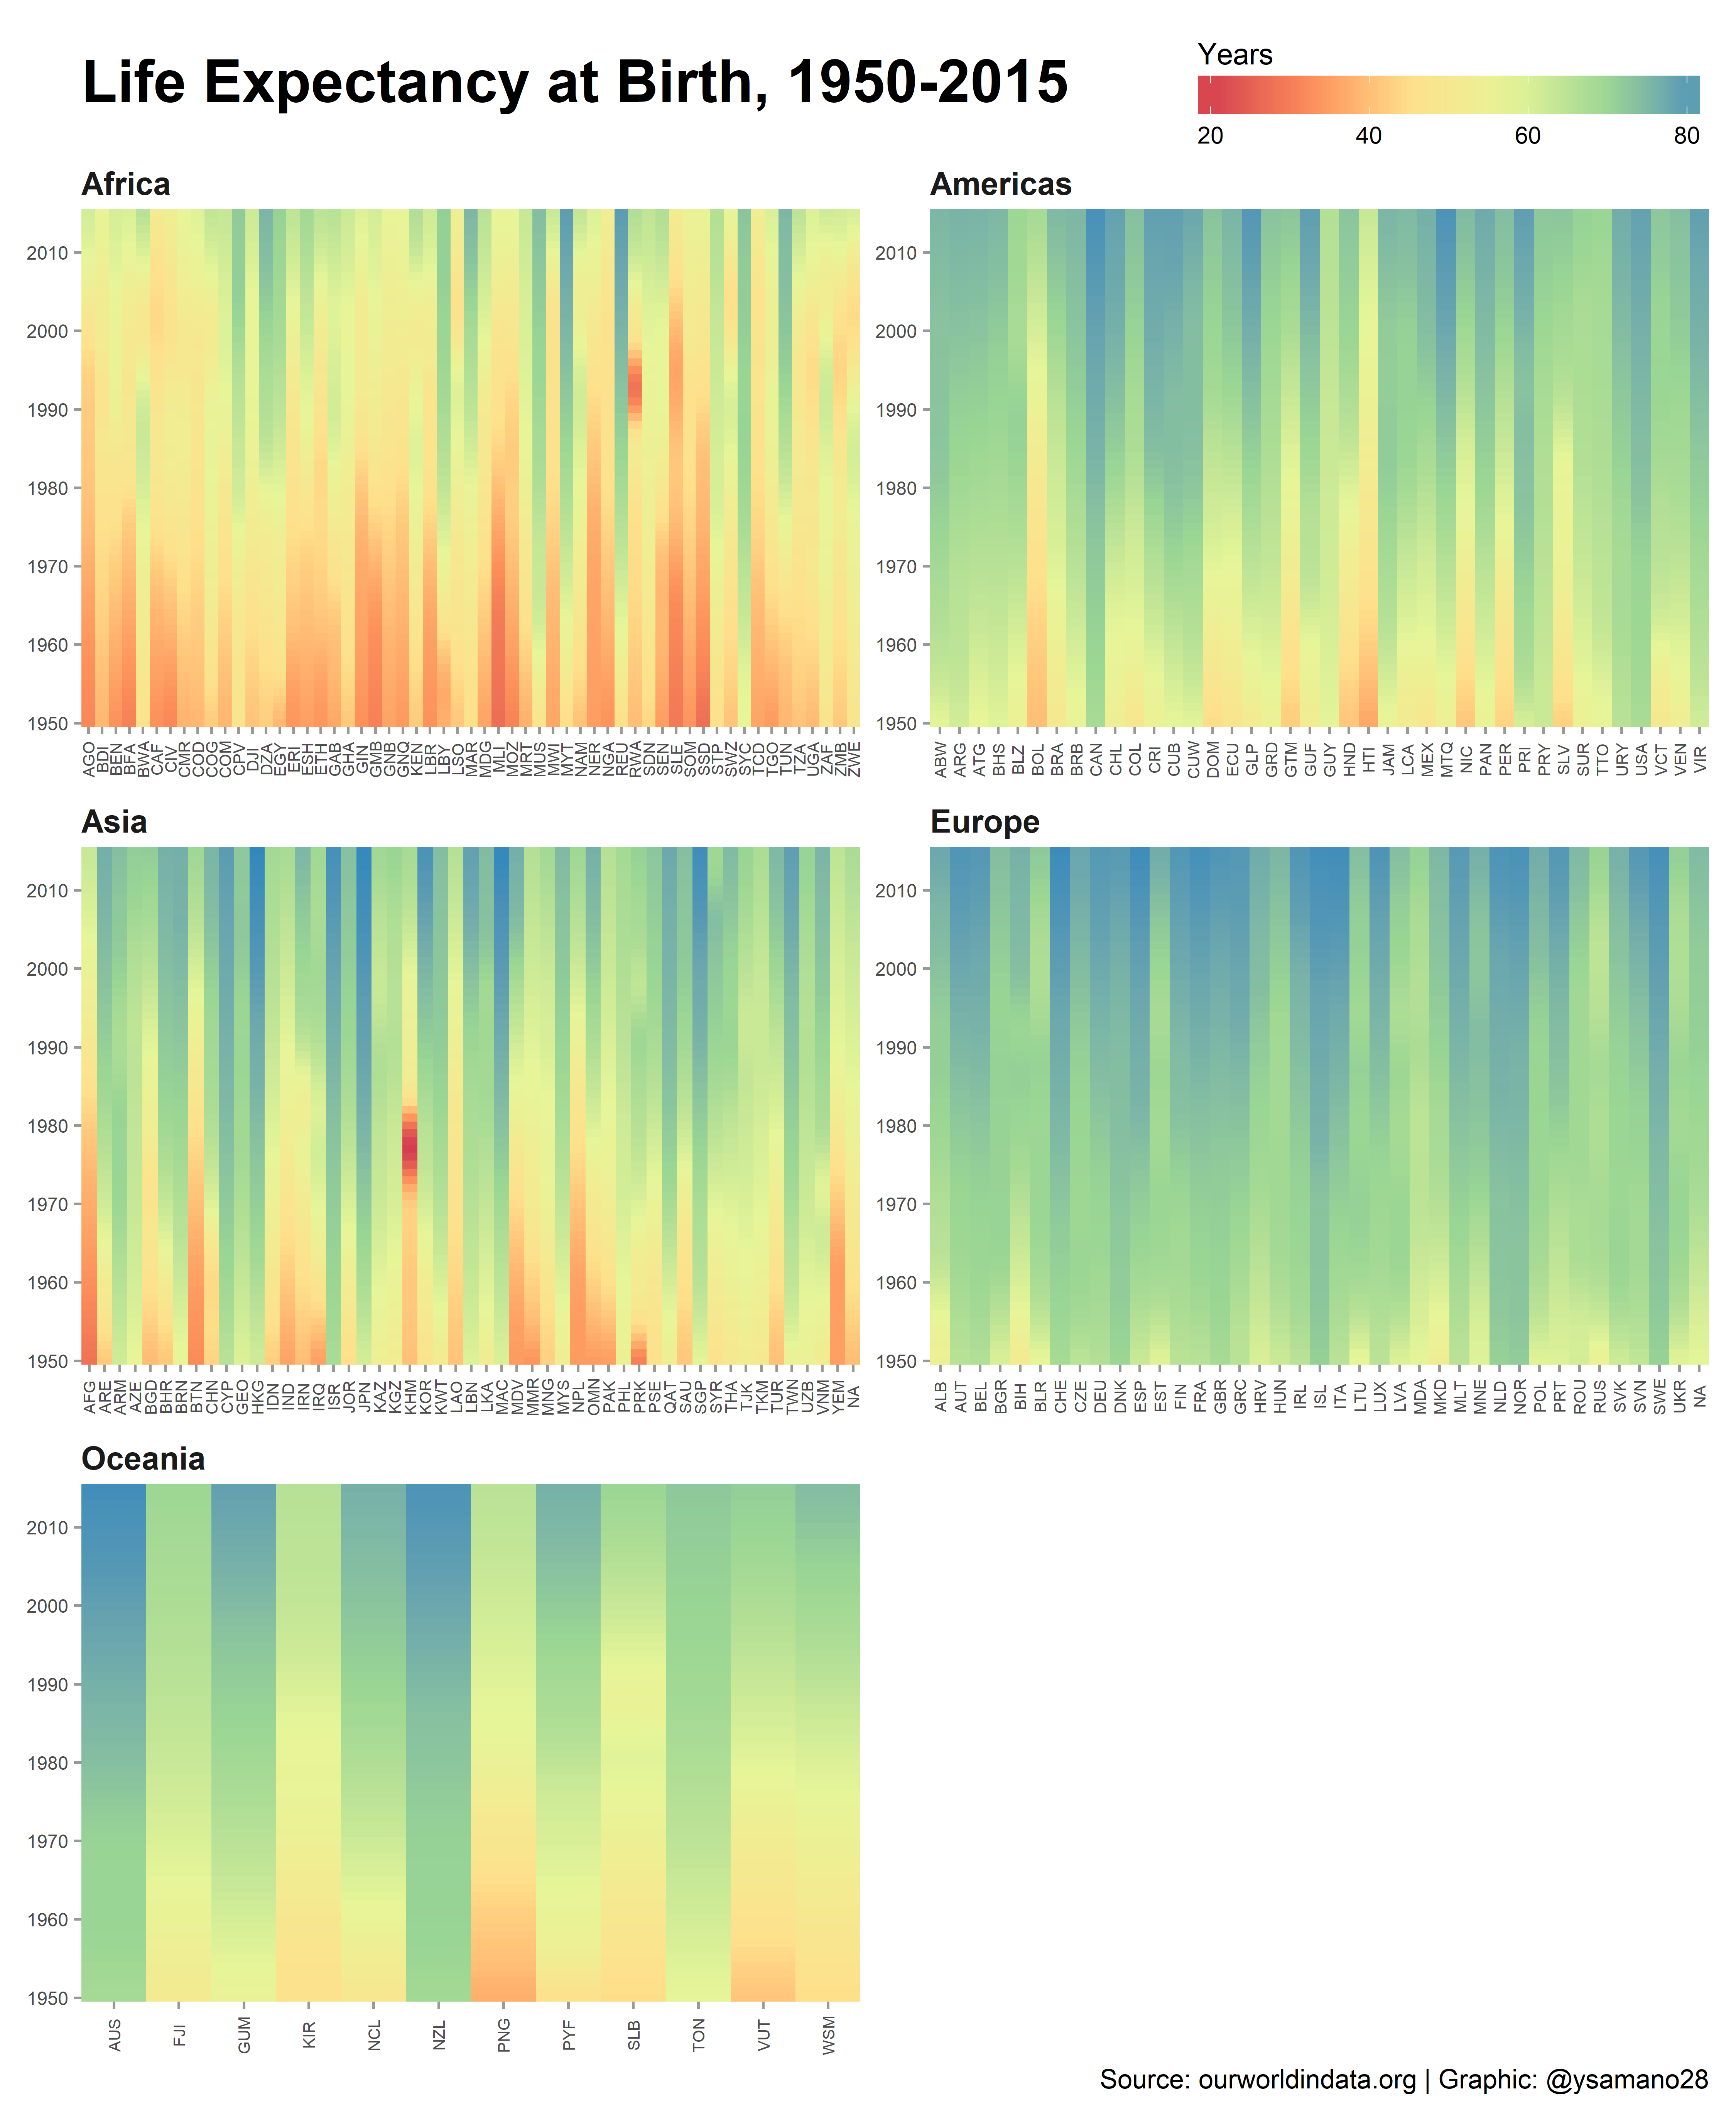 Life Expectancy at Birth, 1950-2015
Years
20 40 60 80
Africa
2010
2000
1990
1980
1970
1960
1950
AGO BDI BEN BFA BWA CAF CIV CMR COD COG COM CPV DJI DZA EGY ERI ESH ETH GAB GHA GIN GMB GNB GNQ KEN LBR LBY LSO MAR MDG MLI MOZ MRT MUS MWI MYT NAM NER NGA REU RWA SDN SEN SLE SOM SSD STP SWZ SYC TCD TGO TUN TZA UGA ZAF ZMB ZWE
Americas
2010
2000
1990
1980
1970
1960
1950
ABW ARG ATG BHS BLZ BOL BRA BRB CAN CHL COL CRI CUB CUW DOM ECU GLP GRD GTM GUF GUY HND HTI JAM LCA MEX MTQ NIC PAN PER PRI PRY SLV SUR TTO URY USA VCT VEN VIR
Asia
2010
2000
1990
1980
1970
1960
1950
AFG ARE ARM AZE BGD BHR BRN BTN CHN CYP GEO HKG IDN IND IRN IRQ ISR JOR JPN KAZ KGZ KHM KOR KWT LAO LBN LKA MAC MDV MMR MNG MYS NPL OMN PAK PHL PRK PSE QAT SAU SGP SYR THA TJK TKM TUR TWN UZB VNM YEM NA
Europe
2010
2000
1990
1980
1970
1960
1950
ALB AUT BEL BGR BIH BLR CHE CZE DEU DNK ESP EST FIN FRA GBR GRC HRV HUN IRL ISL ITA LTU LUX LVA MDA MKD MLT MNE NLD NOR POL PRT ROU RUS SVK SVN SWE UKR NA
Oceania
2010
2000
1990
1980
1970
1960
1950
AUS FJI GUM KIR NCL NZL PNG PYF SLB TON VUT WSM
Source: ourworldindata.org | Graphic: @ysamano28